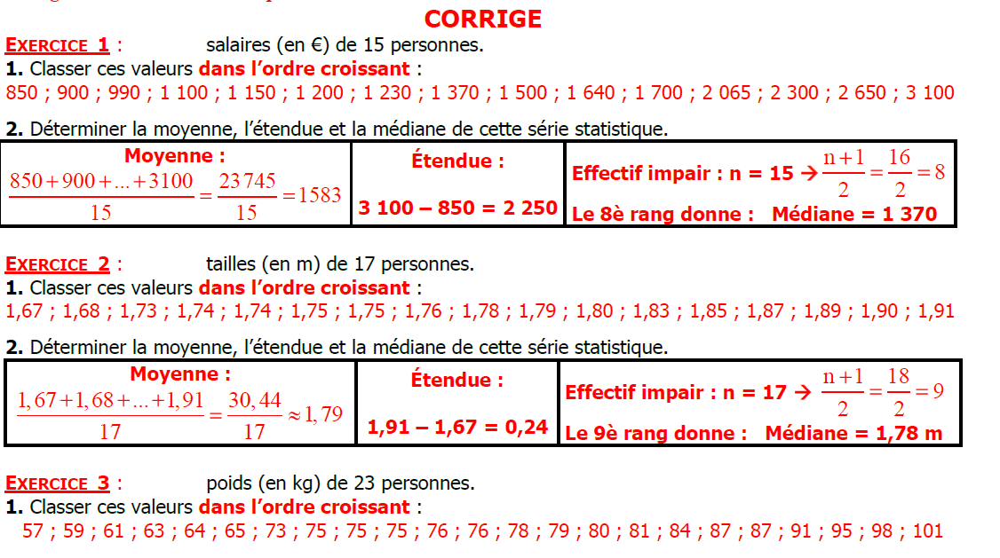 CORRIGE
EXERCICE 1 : salaires (en €) de 15 personnes.
1. Classer ces valeurs dans l’ordre croissant :
850 ; 900 ; 990 ; 1 100 ; 1 150 ; 1 200 ; 1 230 ; 1 370 ; 1 500 ; 1 640 ; 1 700 ; 2 065 ; 2 300 ; 2 650 ; 3 100
2. Déterminer la moyenne, l’étendue et la médiane de cette série statistique.
Moyenne :
850+900+...+3100 / 15 = 23745 / 15 = 1583
Étendue :
3 100 – 850 = 2 250
Effectif impair : n = 15 → n+1 / 2 = 16 / 2 = 8
Le 8è rang donne : Médiane = 1 370
EXERCICE 2 : tailles (en m) de 17 personnes.
1. Classer ces valeurs dans l’ordre croissant :
1,67 ; 1,68 ; 1,73 ; 1,74 ; 1,74 ; 1,75 ; 1,75 ; 1,76 ; 1,78 ; 1,79 ; 1,80 ; 1,83 ; 1,85 ; 1,87 ; 1,89 ; 1,90 ; 1,91
2. Déterminer la moyenne, l’étendue et la médiane de cette série statistique.
Moyenne :
1,67+1,68+...+1,91 / 17 = 30,44 / 17 ≈ 1,79
Étendue :
1,91 – 1,67 = 0,24
Effectif impair : n = 17 → n+1 / 2 = 18 / 2 = 9
Le 9è rang donne : Médiane = 1,78 m
EXERCICE 3 : poids (en kg) de 23 personnes.
1. Classer ces valeurs dans l’ordre croissant :
57 ; 59 ; 61 ; 63 ; 64 ; 65 ; 73 ; 75 ; 75 ; 75 ; 76 ; 76 ; 78 ; 79 ; 80 ; 81 ; 84 ; 87 ; 87 ; 91 ; 95 ; 98 ; 101